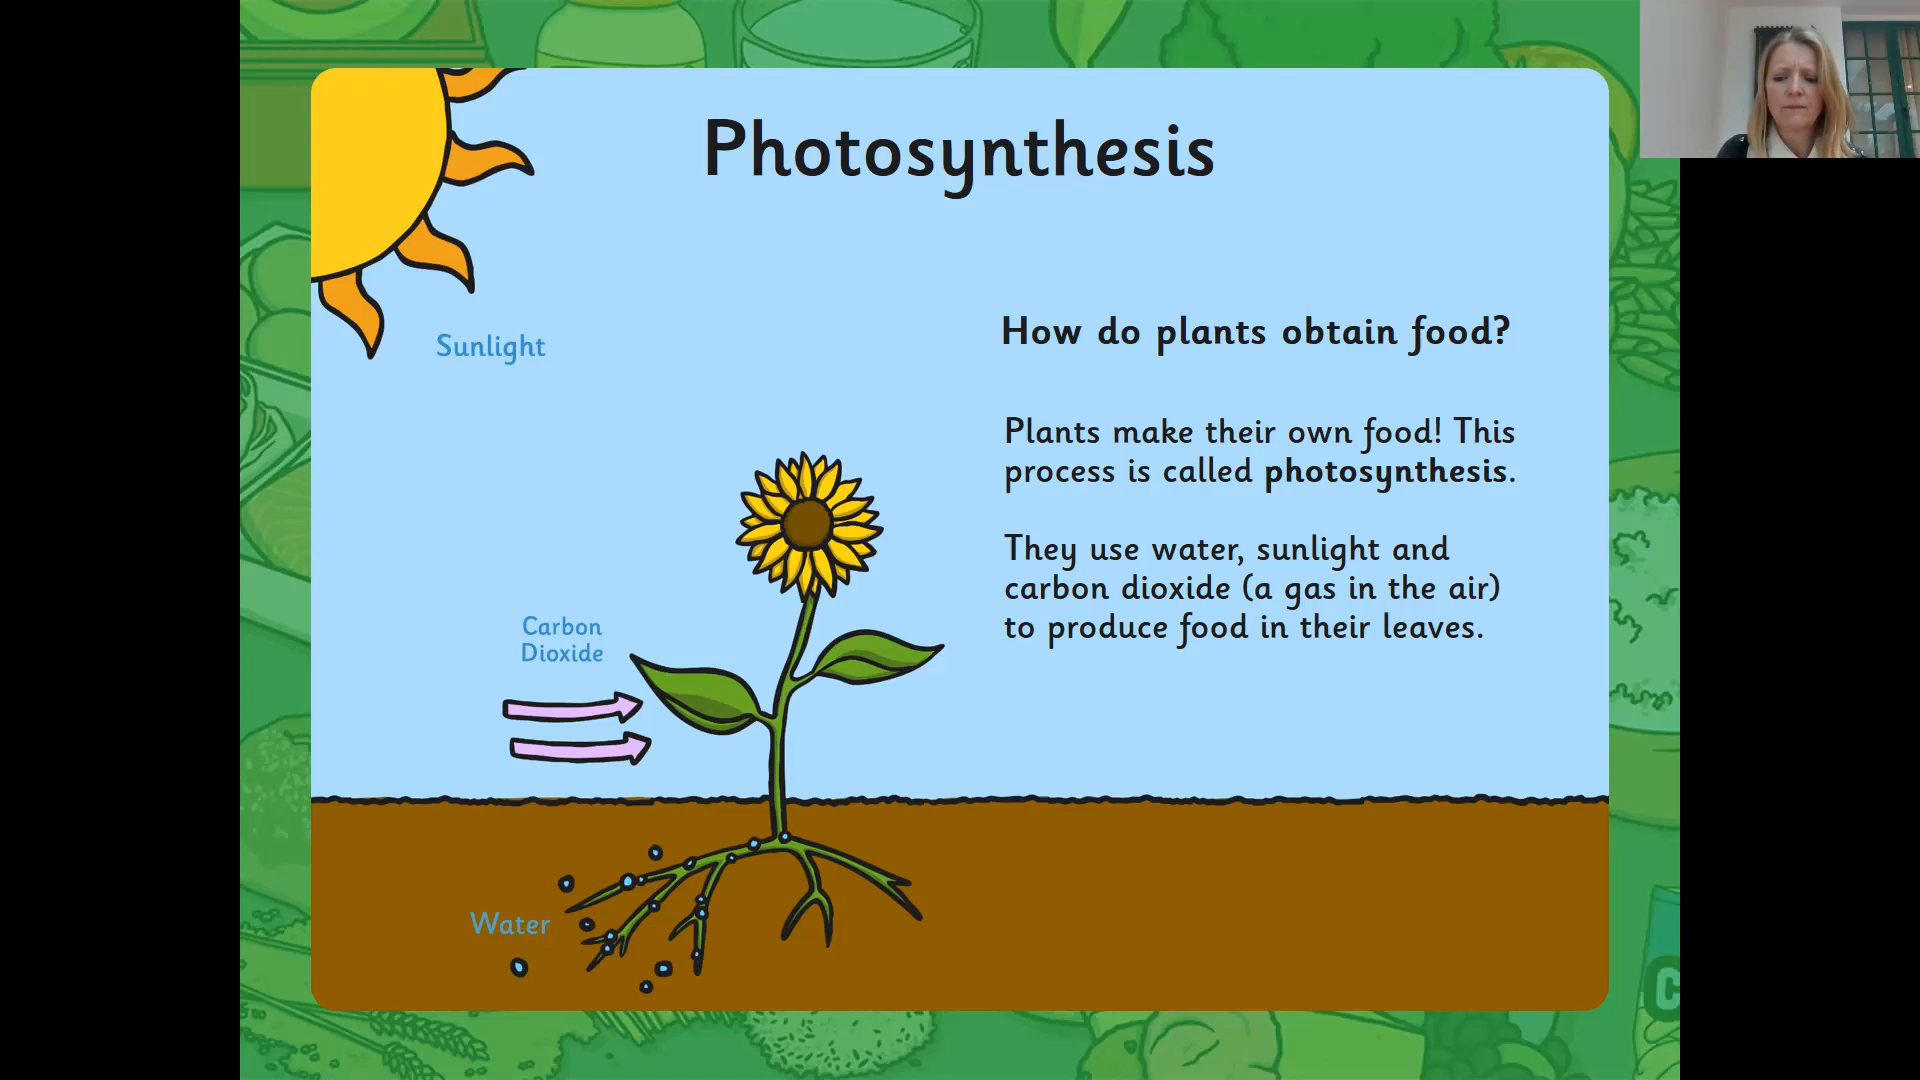 Photosynthesis
Sunlight
How do plants obtain food?
Plants make their own food! This
process is called photosynthesis.
They use water, sunlight and
carbon dioxide (a gas in the air)
to produce food in their leaves.
Carbon
Dioxide
Water
C